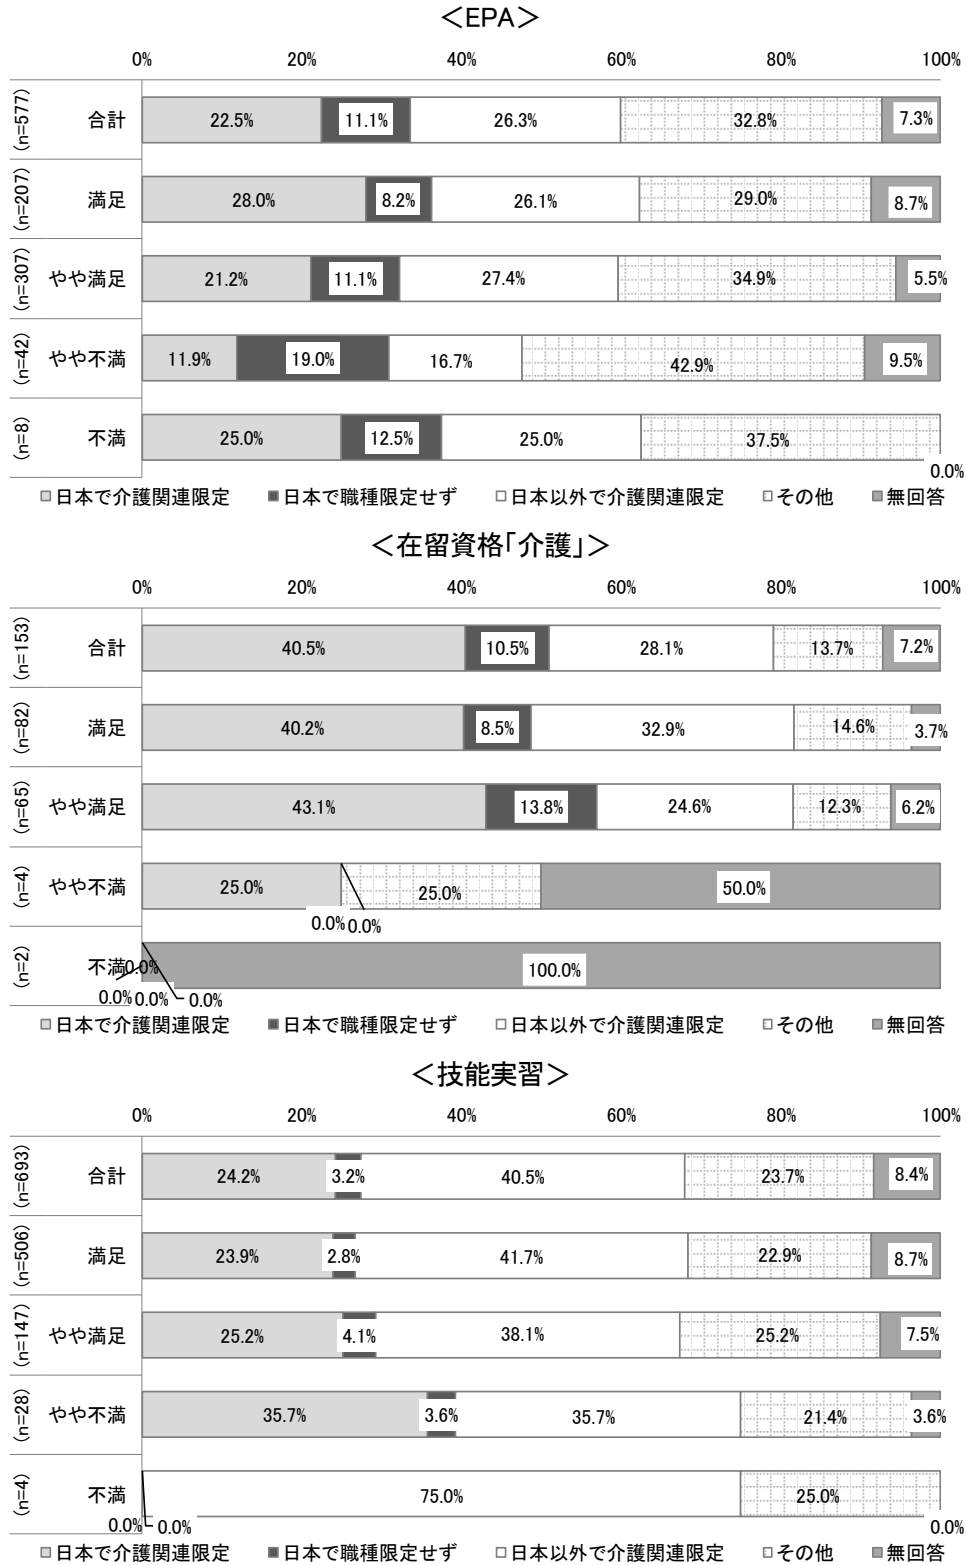 ＜EPA＞
0% 20% 40% 60% 80% 100%
(n=577) 合計 22.5% 11.1% 26.3% 32.8% 7.3%
(n=207) 満足 28.0% 8.2% 26.1% 29.0% 8.7%
(n=307) やや満足 21.2% 11.1% 27.4% 34.9% 5.5%
(n=42) やや不満 11.9% 19.0% 16.7% 42.9% 9.5%
(n=8) 不満 25.0% 12.5% 25.0% 37.5%
0.0%
日本で介護関連限定 日本で職種限定せず 日本以外で介護関連限定 その他 無回答
＜在留資格「介護」＞
0% 20% 40% 60% 80% 100%
(n=153) 合計 40.5% 10.5% 28.1% 13.7% 7.2%
(n=82) 満足 40.2% 8.5% 32.9% 14.6% 3.7%
(n=65) やや満足 43.1% 13.8% 24.6% 12.3% 6.2%
(n=4) やや不満 25.0% 25.0% 50.0%
0.0% 0.0%
(n=2) 不満 0.0% 100.0%
0.0% 0.0% 0.0%
日本で介護関連限定 日本で職種限定せず 日本以外で介護関連限定 その他 無回答
＜技能実習＞
0% 20% 40% 60% 80% 100%
(n=693) 合計 24.2% 3.2% 40.5% 23.7% 8.4%
(n=506) 満足 23.9% 2.8% 41.7% 22.9% 8.7%
(n=147) やや満足 25.2% 4.1% 38.1% 25.2% 7.5%
(n=28) やや不満 35.7% 3.6% 35.7% 21.4% 3.6%
(n=4) 不満 75.0% 25.0%
0.0% 0.0% 0.0%
日本で介護関連限定 日本で職種限定せず 日本以外で介護関連限定 その他 無回答